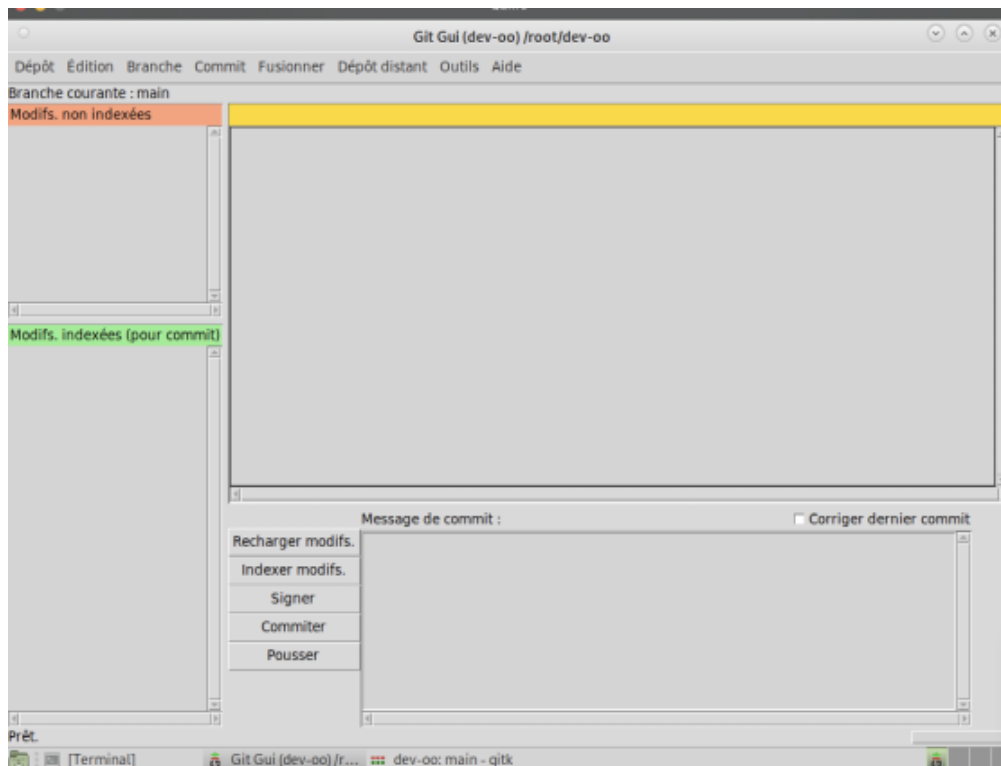 Git Gui (dev-oo) /root/dev-oo
Dépôt Édition Branche Commit Fusionner Dépôt distant Outils Aide
Branche courante : main
Modifs. non indexées
Modifs. indexées (pour commit)
Message de commit :
Corriger dernier commit
Recharger modifs.
Indexer modifs.
Signer
Commiter
Pousser
Prêt.
[Terminal] Git Gui (dev-oo) /r... dev-oo: main - gitk